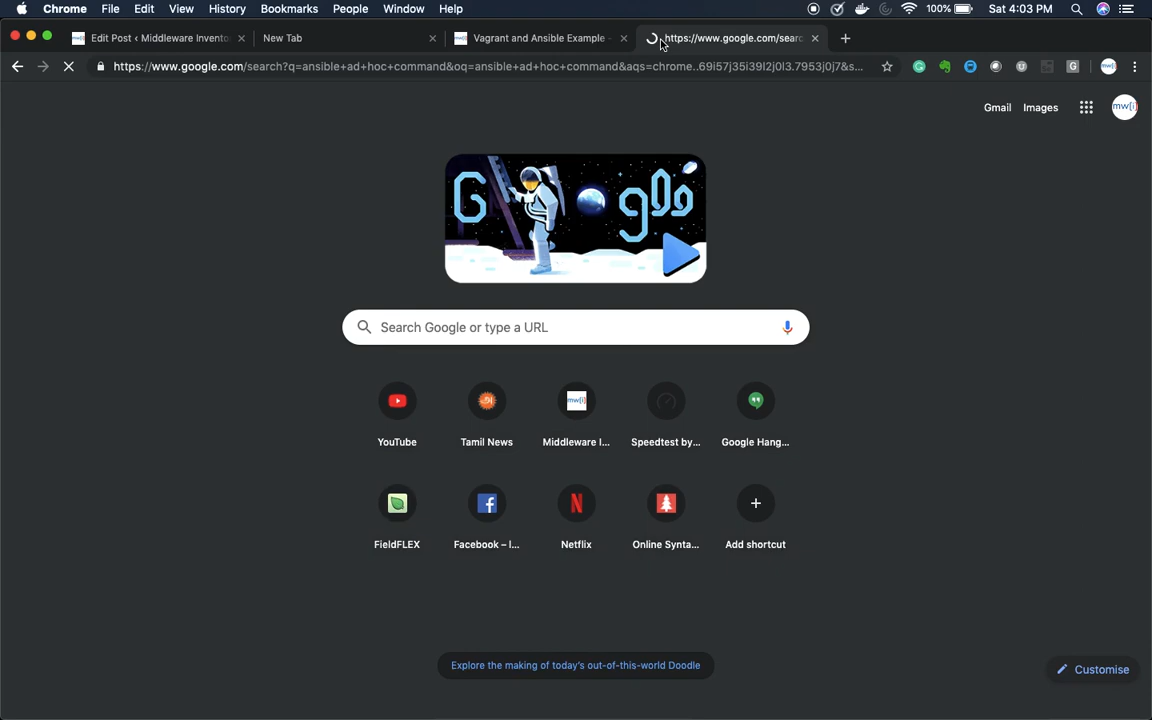 Chrome File Edit View History Bookmarks People Window Help 100% Sat 4:03 PM
Edit Post ‹ Middleware Invento New Tab Vagrant and Ansible Example - https://www.google.com/searc
https://www.google.com/search?q=ansible+ad+hoc+command&oq=ansible+ad+hoc+command&aqs=chrome..69i57j35i39l2j0l3.7953j0j7&s...
Gmail Images mw[i]
G
Search Google or type a URL
YouTube Tamil News Middleware I... Speedtest by... Google Hang...
FieldFLEX Facebook – I... Netflix Online Synta... Add shortcut
Explore the making of today's out-of-this-world Doodle
Customise